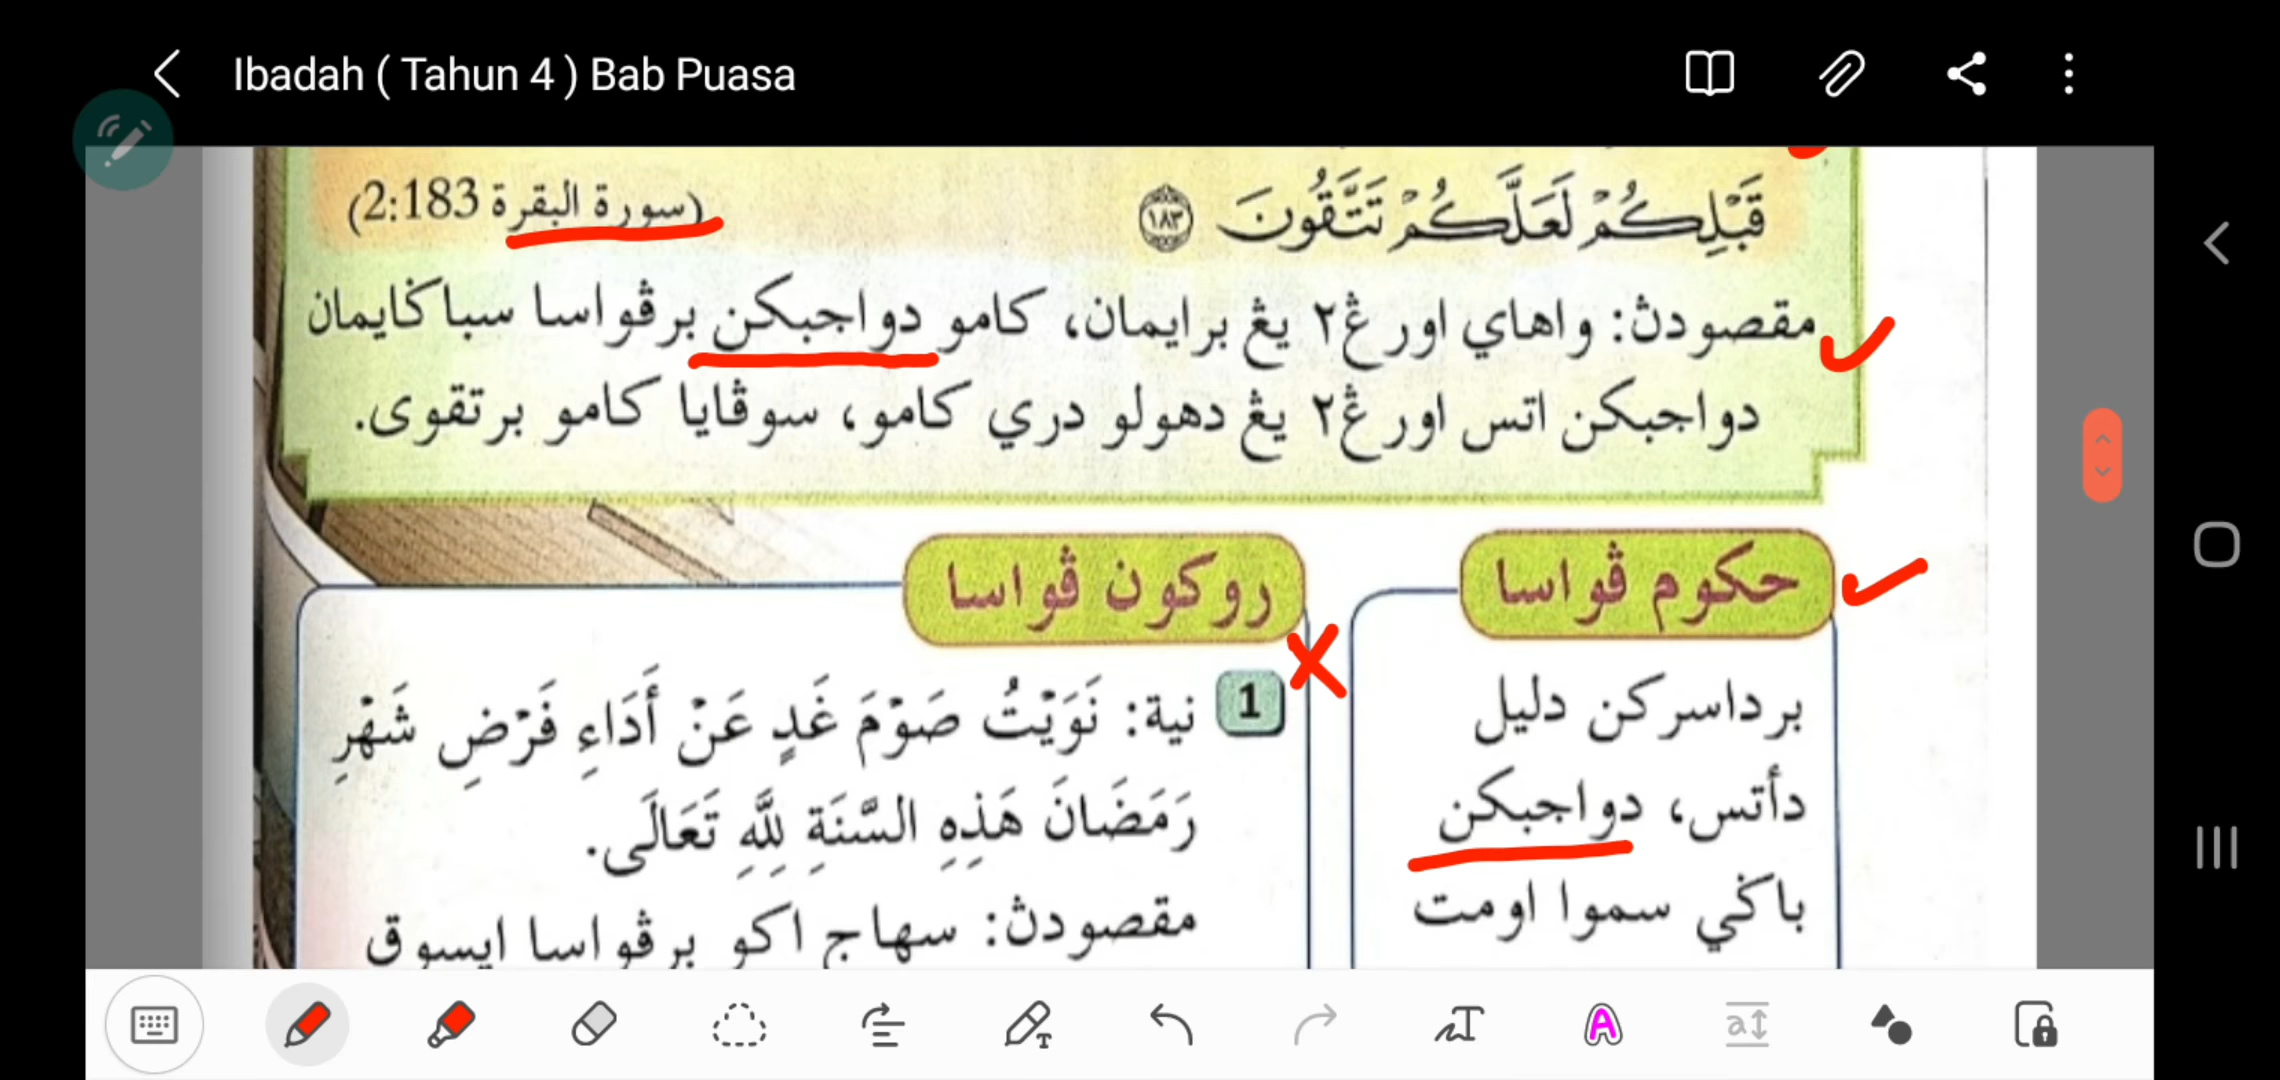 Ibadah ( Tahun 4 ) Bab Puasa
قَبْلِكُمْ لَعَلَّكُمْ تَتَّقُونَ ١٨٣
(سورة البقرة 2:183)
مقصودڽ: واهاي اورڠ٢ يڠ برايمان، كامو دواجبكن برڤواسا سباݢايمان
دواجبكن اتس اورڠ٢ يڠ دهولو دري كامو، سوڤايا كامو برتقوى.
حكوم ڤواسا
برداسركن دليل
دأتس، دواجبكن
باݢي سموا اومت
روكون ڤواسا
1 نية: نَوَيْتُ صَوْمَ غَدٍ عَنْ أَدَاءِ فَرْضِ شَهْرِ
رَمَضَانَ هَذِهِ السَّنَةِ لِلَّهِ تَعَالَى.
مقصودڽ: سهاج اكو برڤواسا ايسوق